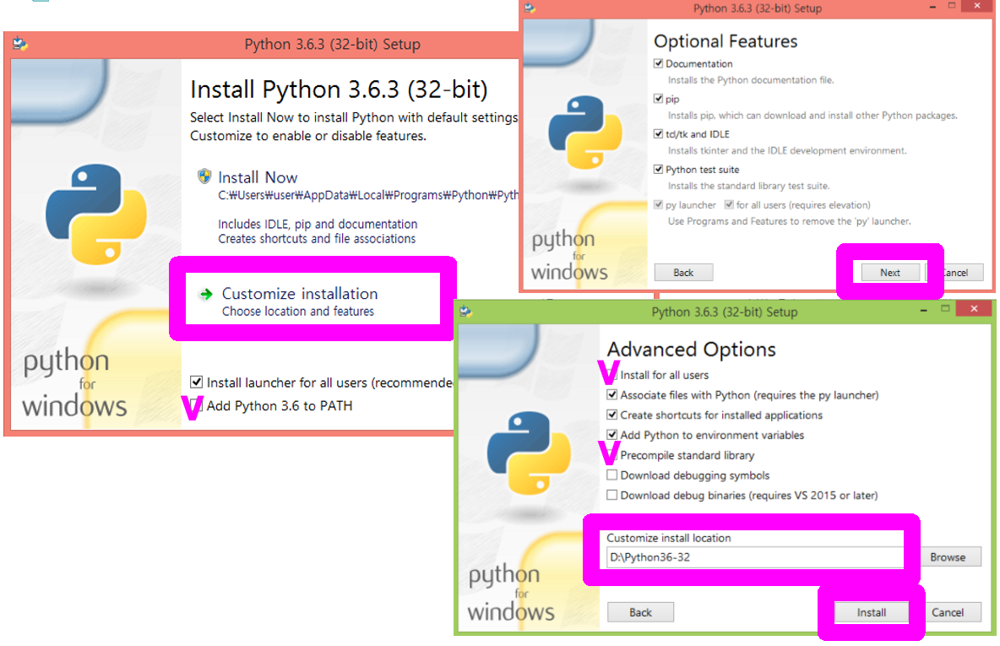 Python 3.6.3 (32-bit) Setup
Install Python 3.6.3 (32-bit)
Select Install Now to install Python with default settings
Customize to enable or disable features.
Install Now
C:₩Users₩user₩AppData₩Local₩Programs₩Python₩Pyth
Includes IDLE, pip and documentation
Creates shortcuts and file associations
Customize installation
Choose location and features
Install launcher for all users (recommende
Add Python 3.6 to PATH
python
for
windows
Python 3.6.3 (32-bit) Setup
Optional Features
Documentation
Installs the Python documentation file.
pip
Installs pip, which can download and install other Python packages.
tcl/tk and IDLE
Installs tkinter and the IDLE development environment.
Python test suite
Installs the standard library test suite.
py launcher for all users (requires elevation)
Use Programs and Features to remove the 'py' launcher.
python
for
windows
Back Next Cancel
Python 3.6.3 (32-bit) Setup
Advanced Options
Install for all users
Associate files with Python (requires the py launcher)
Create shortcuts for installed applications
Add Python to environment variables
Precompile standard library
Download debugging symbols
Download debug binaries (requires VS 2015 or later)
Customize install location
D:\Python36-32 Browse
python
for
windows
Back Install Cancel